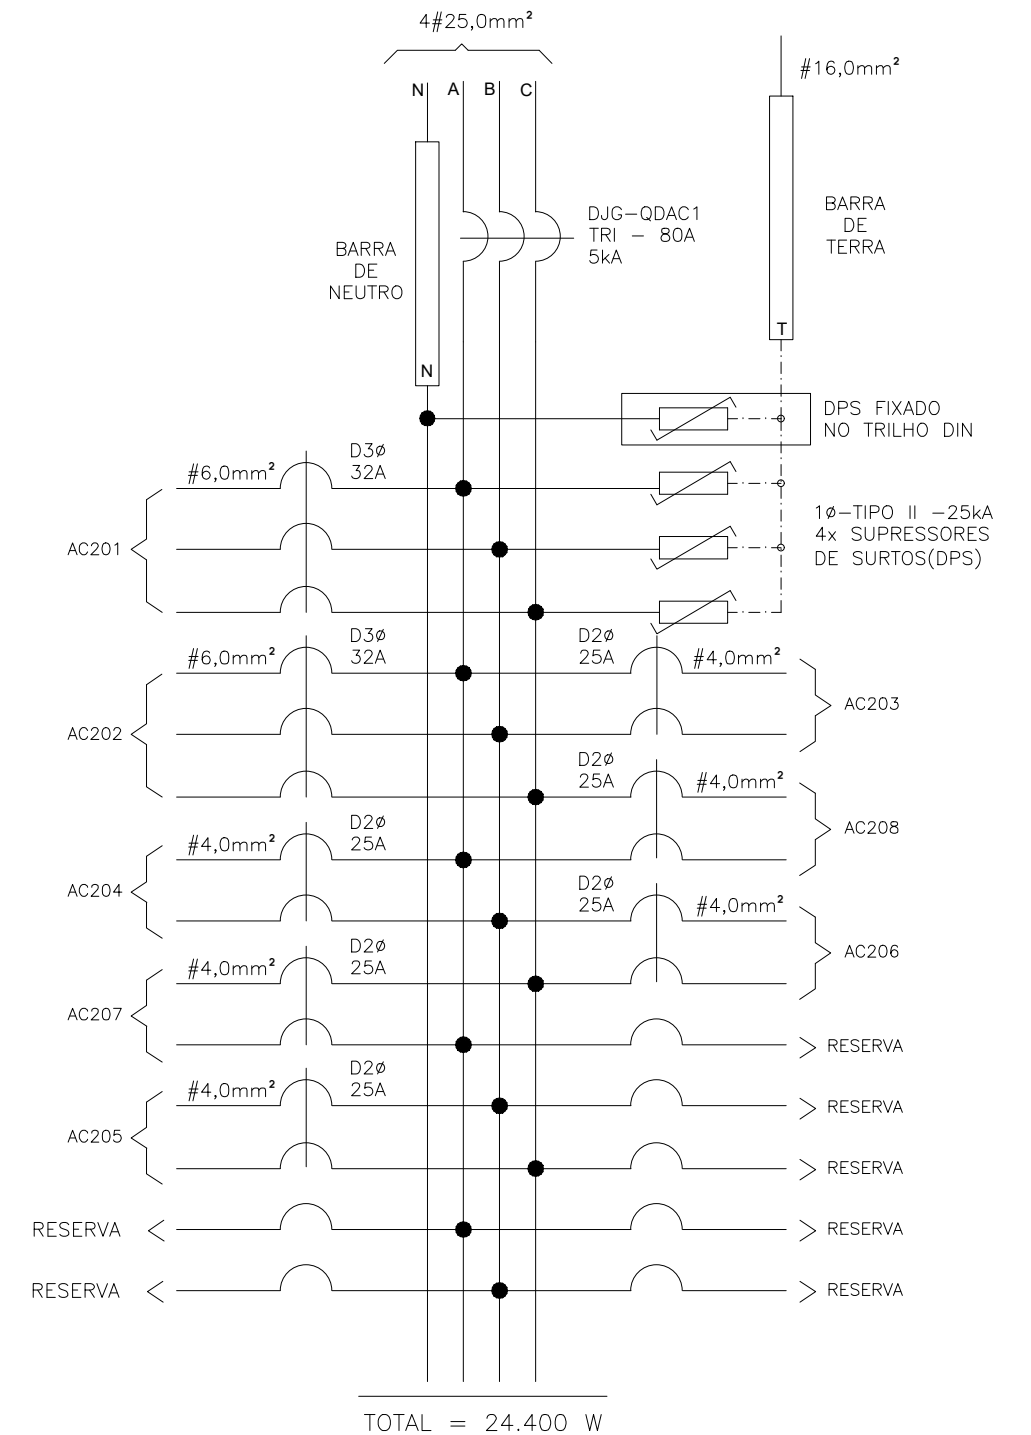 4#25,0mm²
#16,0mm²
N A B C
DJG-QDAC1
TRI - 80A
5kA
BARRA
DE
TERRA
BARRA
DE
NEUTRO
T
N
DPS FIXADO
NO TRILHO DIN
D3ø
32A
#6,0mm²
AC201
1ø-TIPO II -25kA
4x SUPRESSORES
DE SURTOS(DPS)
D3ø
32A
#6,0mm²
AC202
D2ø
25A
#4,0mm²
AC203
D2ø
25A
#4,0mm²
AC208
D2ø
25A
#4,0mm²
AC204
D2ø
25A
#4,0mm²
AC206
D2ø
25A
#4,0mm²
AC207
RESERVA
D2ø
25A
#4,0mm²
AC205
RESERVA
RESERVA
RESERVA
RESERVA
RESERVA
RESERVA
TOTAL = 24.400 W